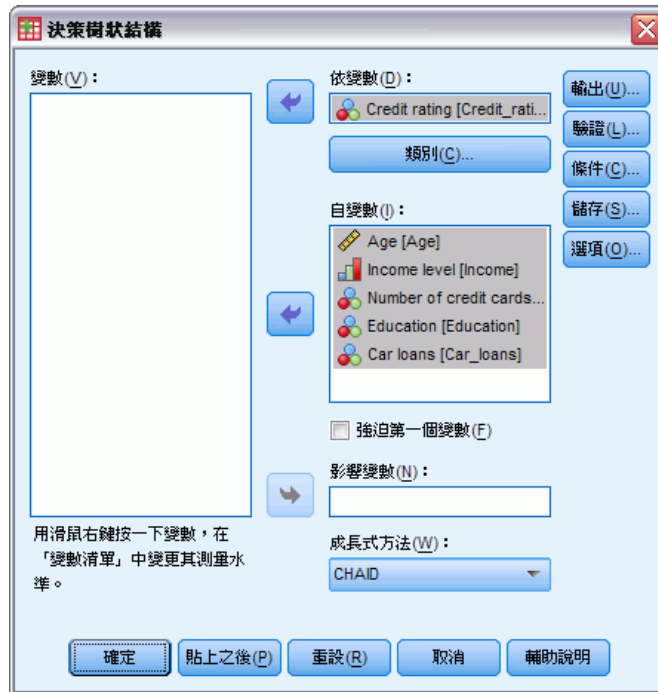 決策樹狀結構
變數(V)：
用滑鼠右鍵按一下變數，在
「變數清單」中變更其測量水
準。
依變數(D)：
Credit rating [Credit_rati...
類別(C)...
自變數(I)：
Age [Age]
Income level [Income]
Number of credit cards...
Education [Education]
Car loans [Car_loans]
強迫第一個變數(F)
影響變數(N)：
成長式方法(W)：
CHAID
輸出(U)...
驗證(L)...
條件(C)...
儲存(S)...
選項(O)...
確定
貼上之後(P)
重設(R)
取消
輔助說明